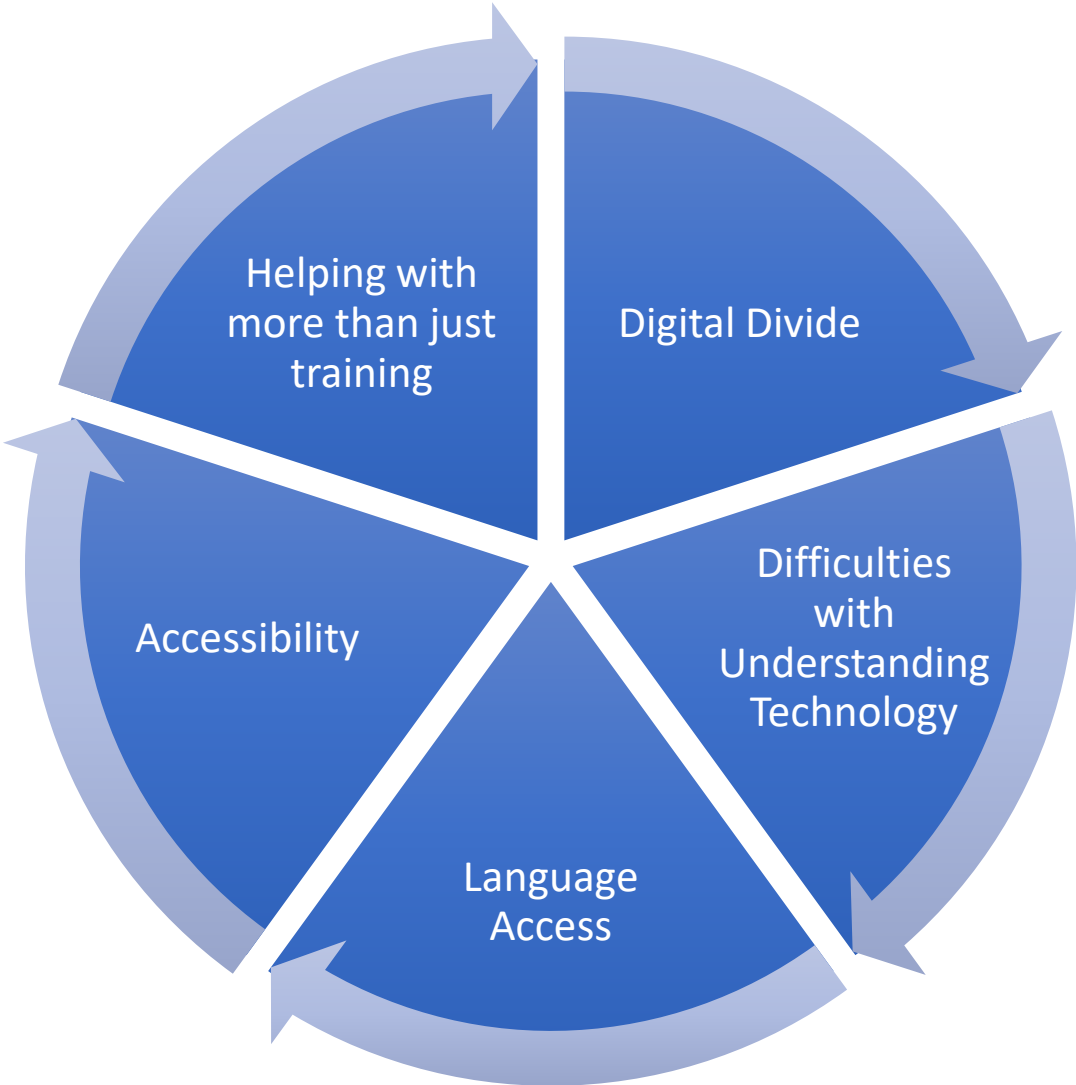 Digital Divide
Difficulties
with
Understanding
Technology
Language
Access
Accessibility
Helping with
more than just
training